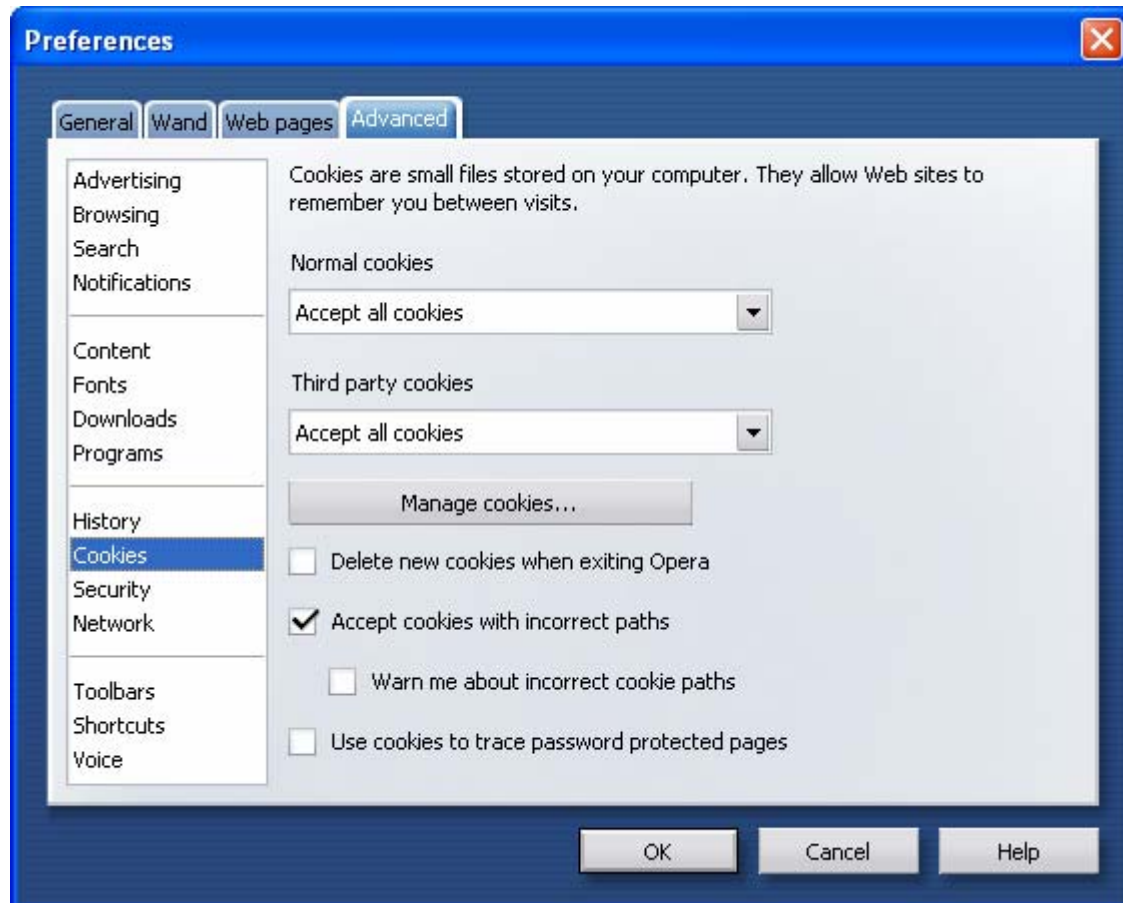 Preferences
General Wand Web pages Advanced
Advertising
Browsing
Search
Notifications
Content
Fonts
Downloads
Programs
History
Cookies
Security
Network
Toolbars
Shortcuts
Voice
Cookies are small files stored on your computer. They allow Web sites to
remember you between visits.
Normal cookies
Accept all cookies
Third party cookies
Accept all cookies
Manage cookies...
Delete new cookies when exiting Opera
Accept cookies with incorrect paths
Warn me about incorrect cookie paths
Use cookies to trace password protected pages
OK Cancel Help